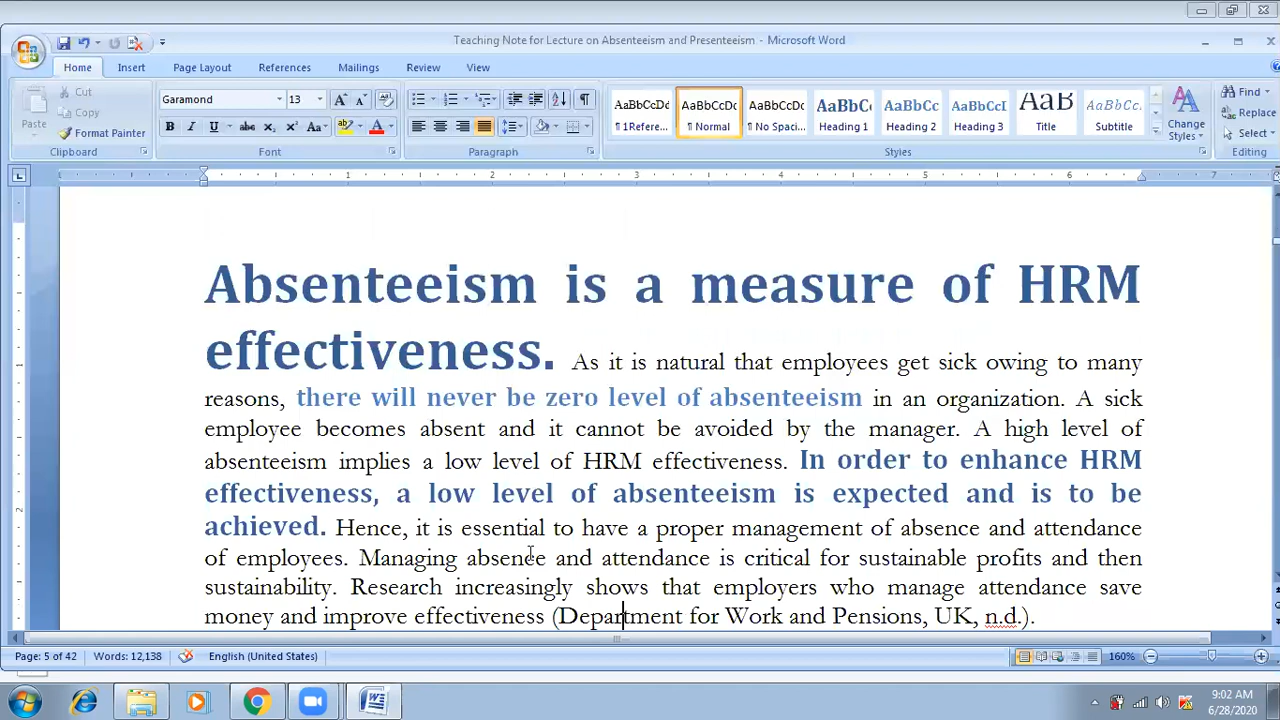 Teaching Note for Lecture on Absenteeism and Presenteeism - Microsoft Word
Home Insert Page Layout References Mailings Review View
Paste
Cut
Copy
Format Painter
Clipboard
Garamond 13
Font
Paragraph
AaBbCcDd AaBbCcDc AaBbCcDc AaBbC AaBbCc AaBbCcI AaB AaBbCc.
¶ 1Refere... ¶ Normal ¶ No Spaci... Heading 1 Heading 2 Heading 3 Title Subtitle
Change Styles
Styles
Find
Replace
Select
Editing
1 2 3 4 5 6 7
Absenteeism is a measure of HRM
effectiveness. As it is natural that employees get sick owing to many
reasons, there will never be zero level of absenteeism in an organization. A sick
employee becomes absent and it cannot be avoided by the manager. A high level of
absenteeism implies a low level of HRM effectiveness. In order to enhance HRM
effectiveness, a low level of absenteeism is expected and is to be
achieved. Hence, it is essential to have a proper management of absence and attendance
of employees. Managing absence and attendance is critical for sustainable profits and then
sustainability. Research increasingly shows that employers who manage attendance save
money and improve effectiveness (Department for Work and Pensions, UK, n.d.).
Page: 5 of 42 Words: 12,138 English (United States) 160%
9:02 AM
6/28/2020